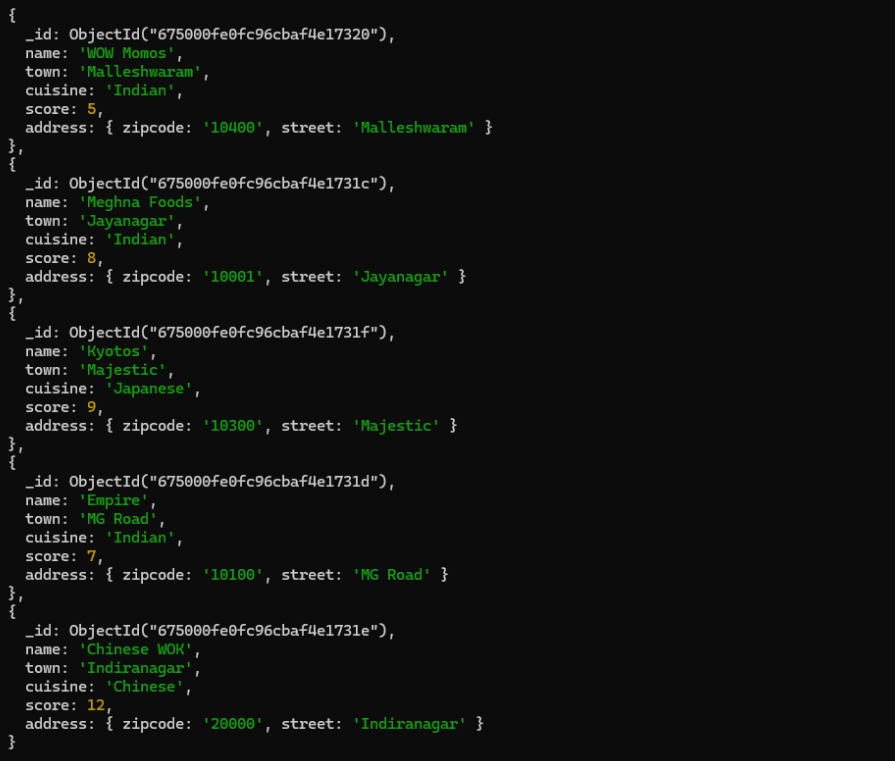 {
  _id: ObjectId("675000fe0fc96cbaf4e17320"),
  name: 'WOW Momos',
  town: 'Malleshwaram',
  cuisine: 'Indian',
  score: 5,
  address: { zipcode: '10400', street: 'Malleshwaram' }
},
{
  _id: ObjectId("675000fe0fc96cbaf4e1731c"),
  name: 'Meghna Foods',
  town: 'Jayanagar',
  cuisine: 'Indian',
  score: 8,
  address: { zipcode: '10001', street: 'Jayanagar' }
},
{
  _id: ObjectId("675000fe0fc96cbaf4e1731f"),
  name: 'Kyotos',
  town: 'Majestic',
  cuisine: 'Japanese',
  score: 9,
  address: { zipcode: '10300', street: 'Majestic' }
},
{
  _id: ObjectId("675000fe0fc96cbaf4e1731d"),
  name: 'Empire',
  town: 'MG Road',
  cuisine: 'Indian',
  score: 7,
  address: { zipcode: '10100', street: 'MG Road' }
},
{
  _id: ObjectId("675000fe0fc96cbaf4e1731e"),
  name: 'Chinese WOK',
  town: 'Indiranagar',
  cuisine: 'Chinese',
  score: 12,
  address: { zipcode: '20000', street: 'Indiranagar' }
}